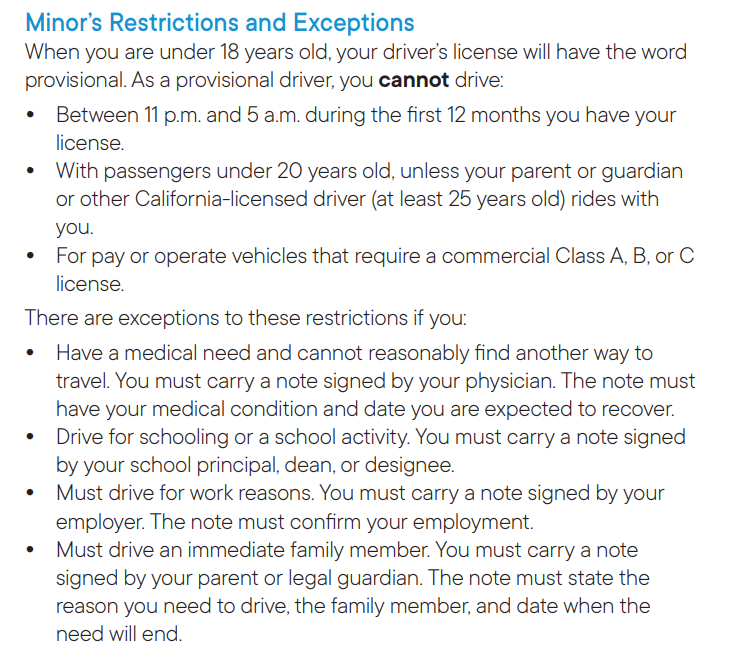 Minor’s Restrictions and Exceptions
When you are under 18 years old, your driver’s license will have the word
provisional. As a provisional driver, you cannot drive:
• Between 11 p.m. and 5 a.m. during the first 12 months you have your
license.
• With passengers under 20 years old, unless your parent or guardian
or other California-licensed driver (at least 25 years old) rides with
you.
• For pay or operate vehicles that require a commercial Class A, B, or C
license.
There are exceptions to these restrictions if you:
• Have a medical need and cannot reasonably find another way to
travel. You must carry a note signed by your physician. The note must
have your medical condition and date you are expected to recover.
• Drive for schooling or a school activity. You must carry a note signed
by your school principal, dean, or designee.
• Must drive for work reasons. You must carry a note signed by your
employer. The note must confirm your employment.
• Must drive an immediate family member. You must carry a note
signed by your parent or legal guardian. The note must state the
reason you need to drive, the family member, and date when the
need will end.